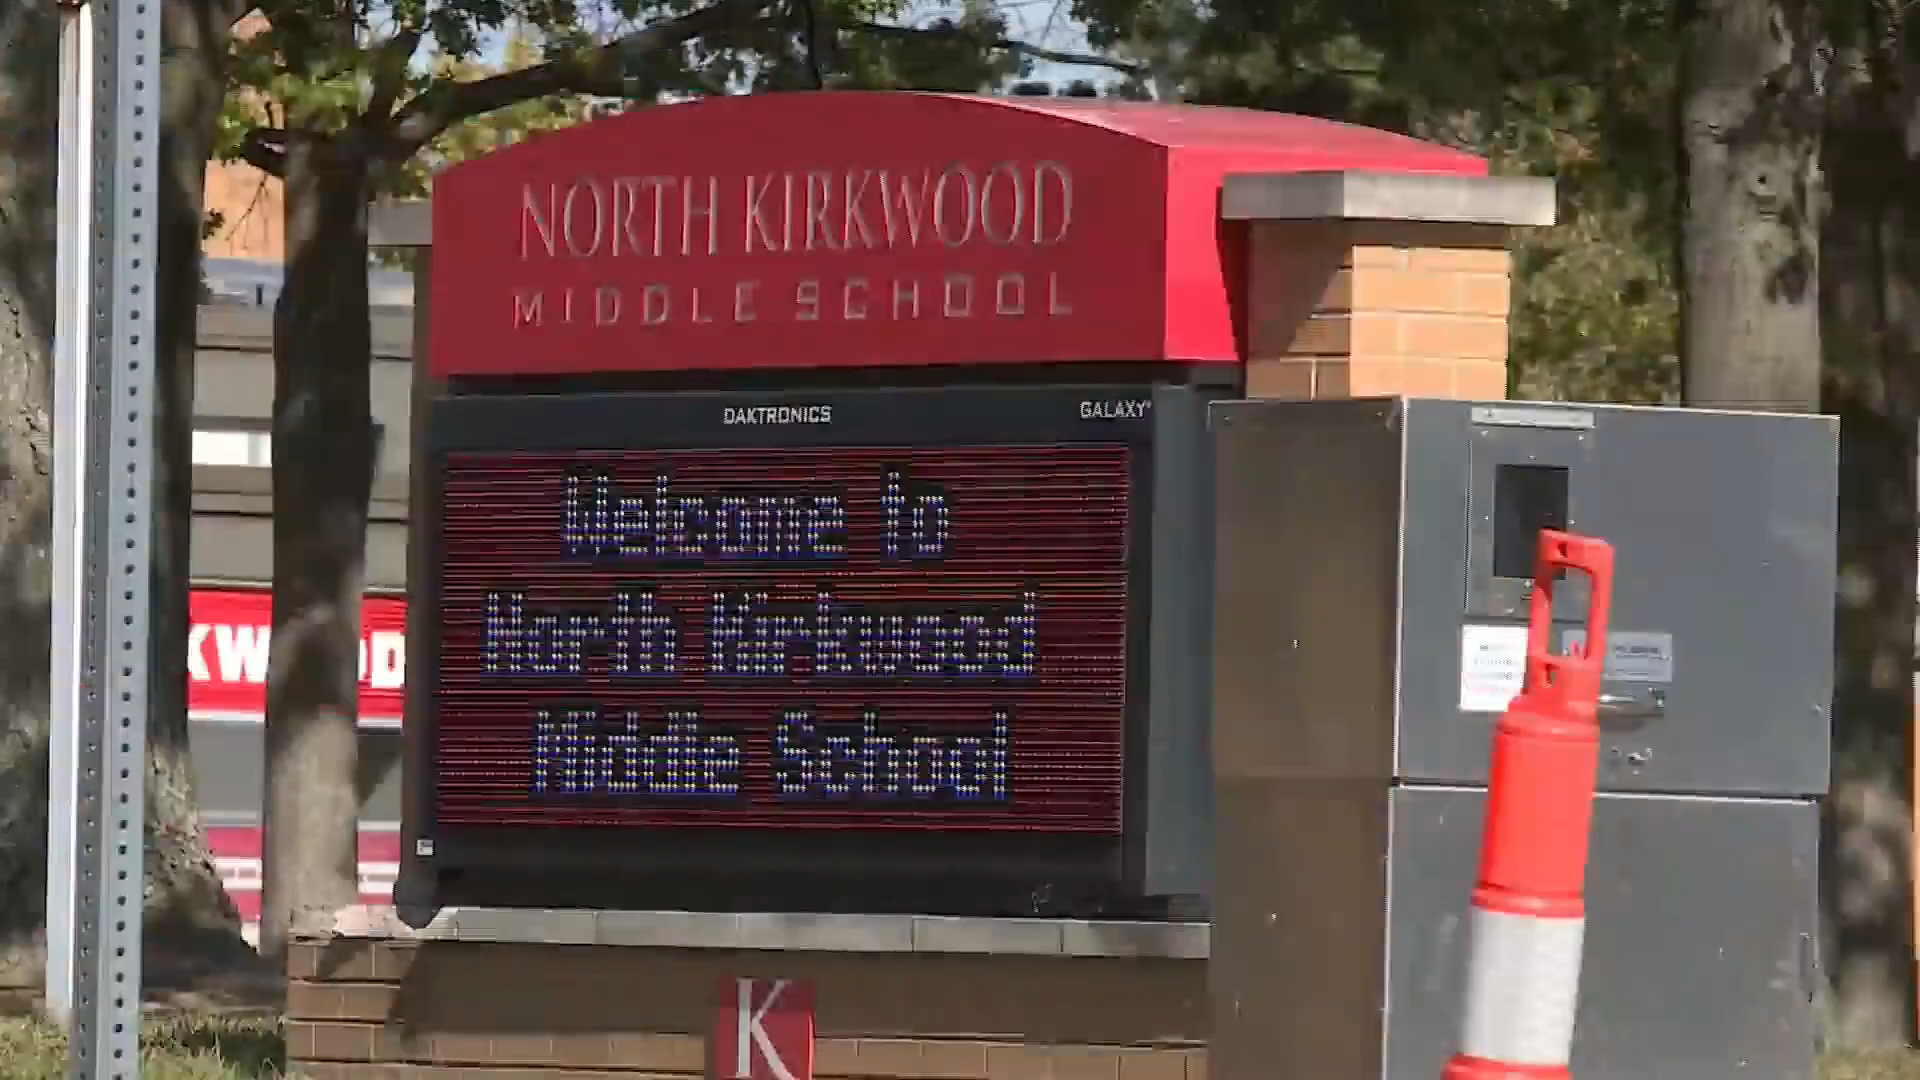 NORTH KIRKWOOD
MIDDLE SCHOOL
DAKTRONICS
GALAXY
Welcome to
North Kirkwood
Middle School
K